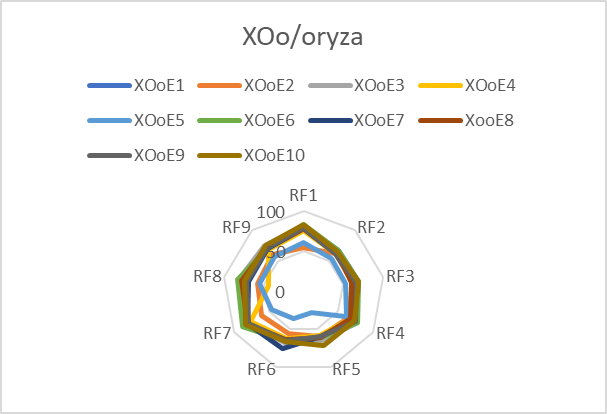 XOo/oryza
XOoE1 XOoE2 XOoE3 XOoE4
XOoE5 XOoE6 XOoE7 XooE8
XOoE9 XOoE10
RF1
100
RF9 RF2
50
RF8 0 RF3
RF7 RF4
RF6 RF5